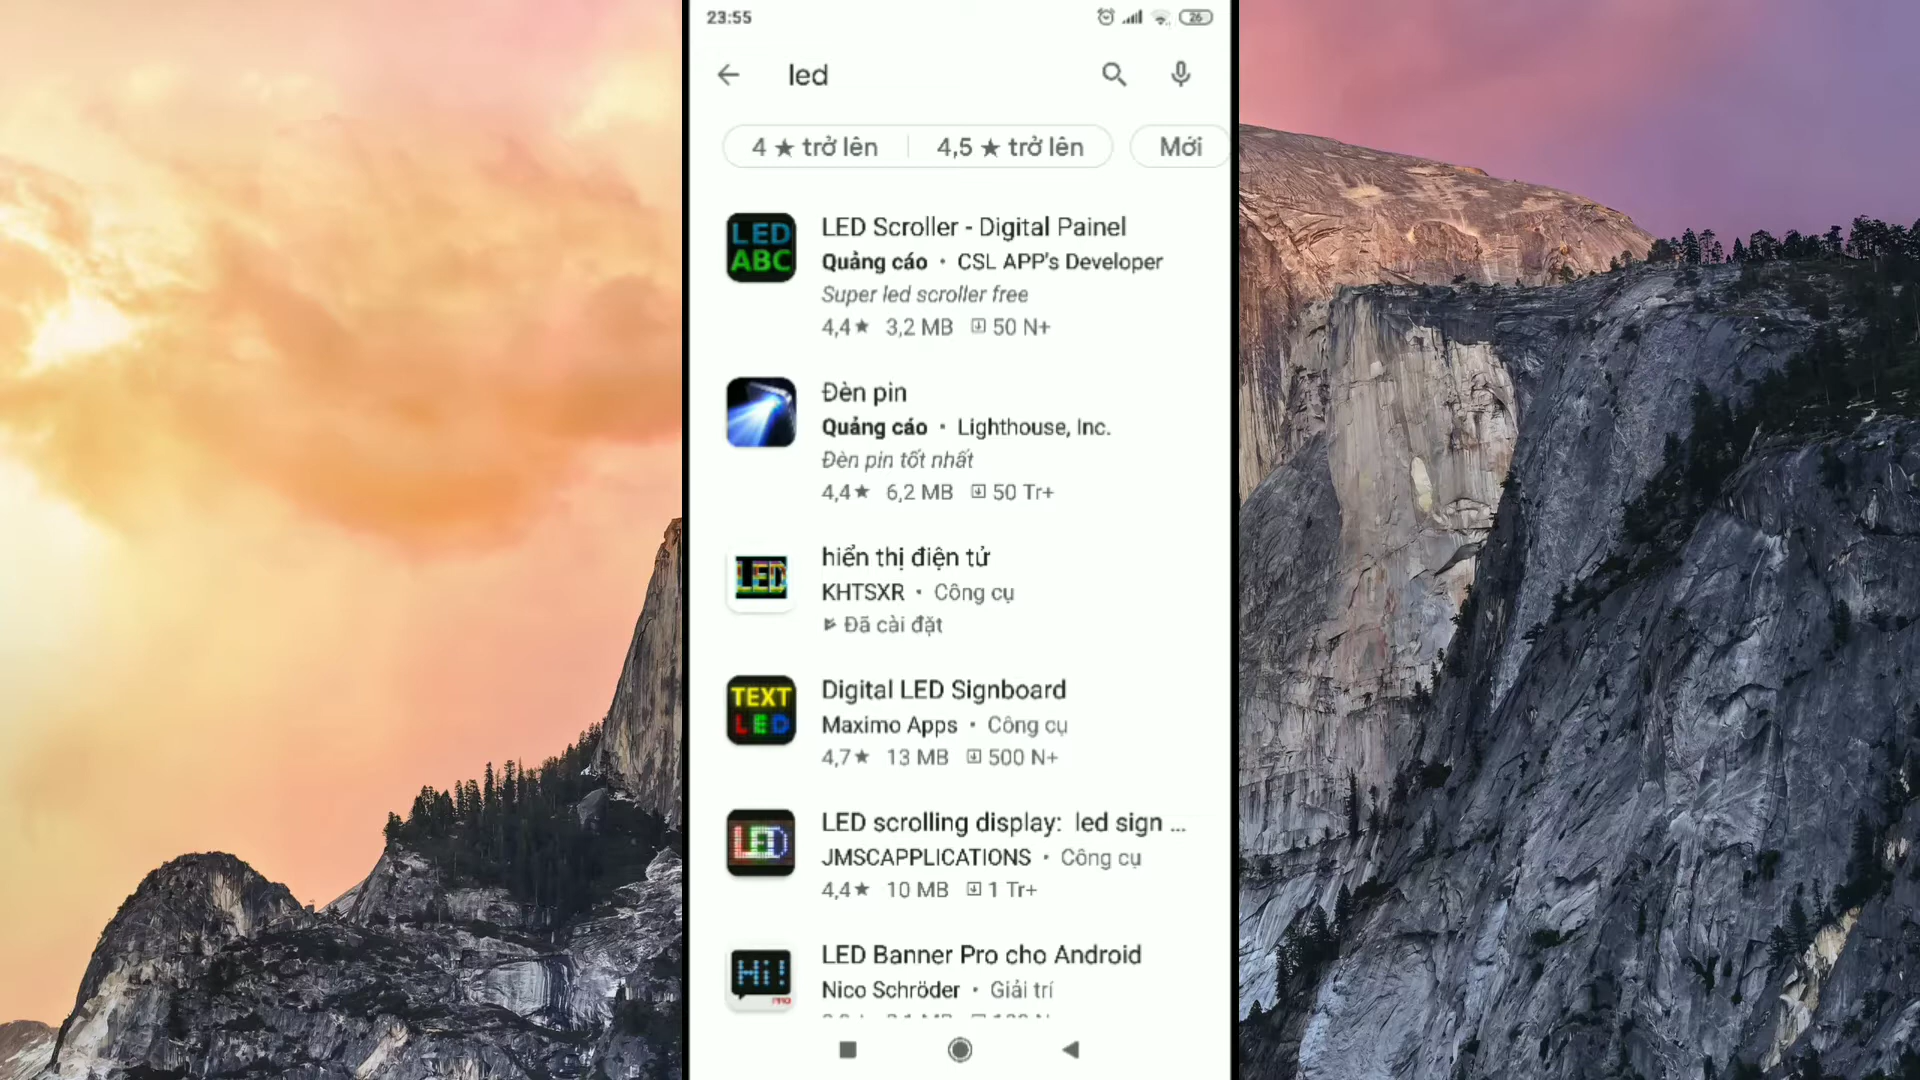 23:55
26
led
4 ★ trở lên
4,5 ★ trở lên
Mới
LED ABC
LED Scroller - Digital Painel
Quảng cáo • CSL APP's Developer
Super led scroller free
4,4★ 3,2 MB 50 N+
Đèn pin
Quảng cáo • Lighthouse, Inc.
Đèn pin tốt nhất
4,4★ 6,2 MB 50 Tr+
LED
hiển thị điện tử
KHTSXR • Công cụ
Đã cài đặt
TEXT LED
Digital LED Signboard
Maximo Apps • Công cụ
4,7★ 13 MB 500 N+
LED
LED scrolling display: led sign ...
JMSCAPPLICATIONS • Công cụ
4,4★ 10 MB 1 Tr+
Hi!
PRO
LED Banner Pro cho Android
Nico Schröder • Giải trí